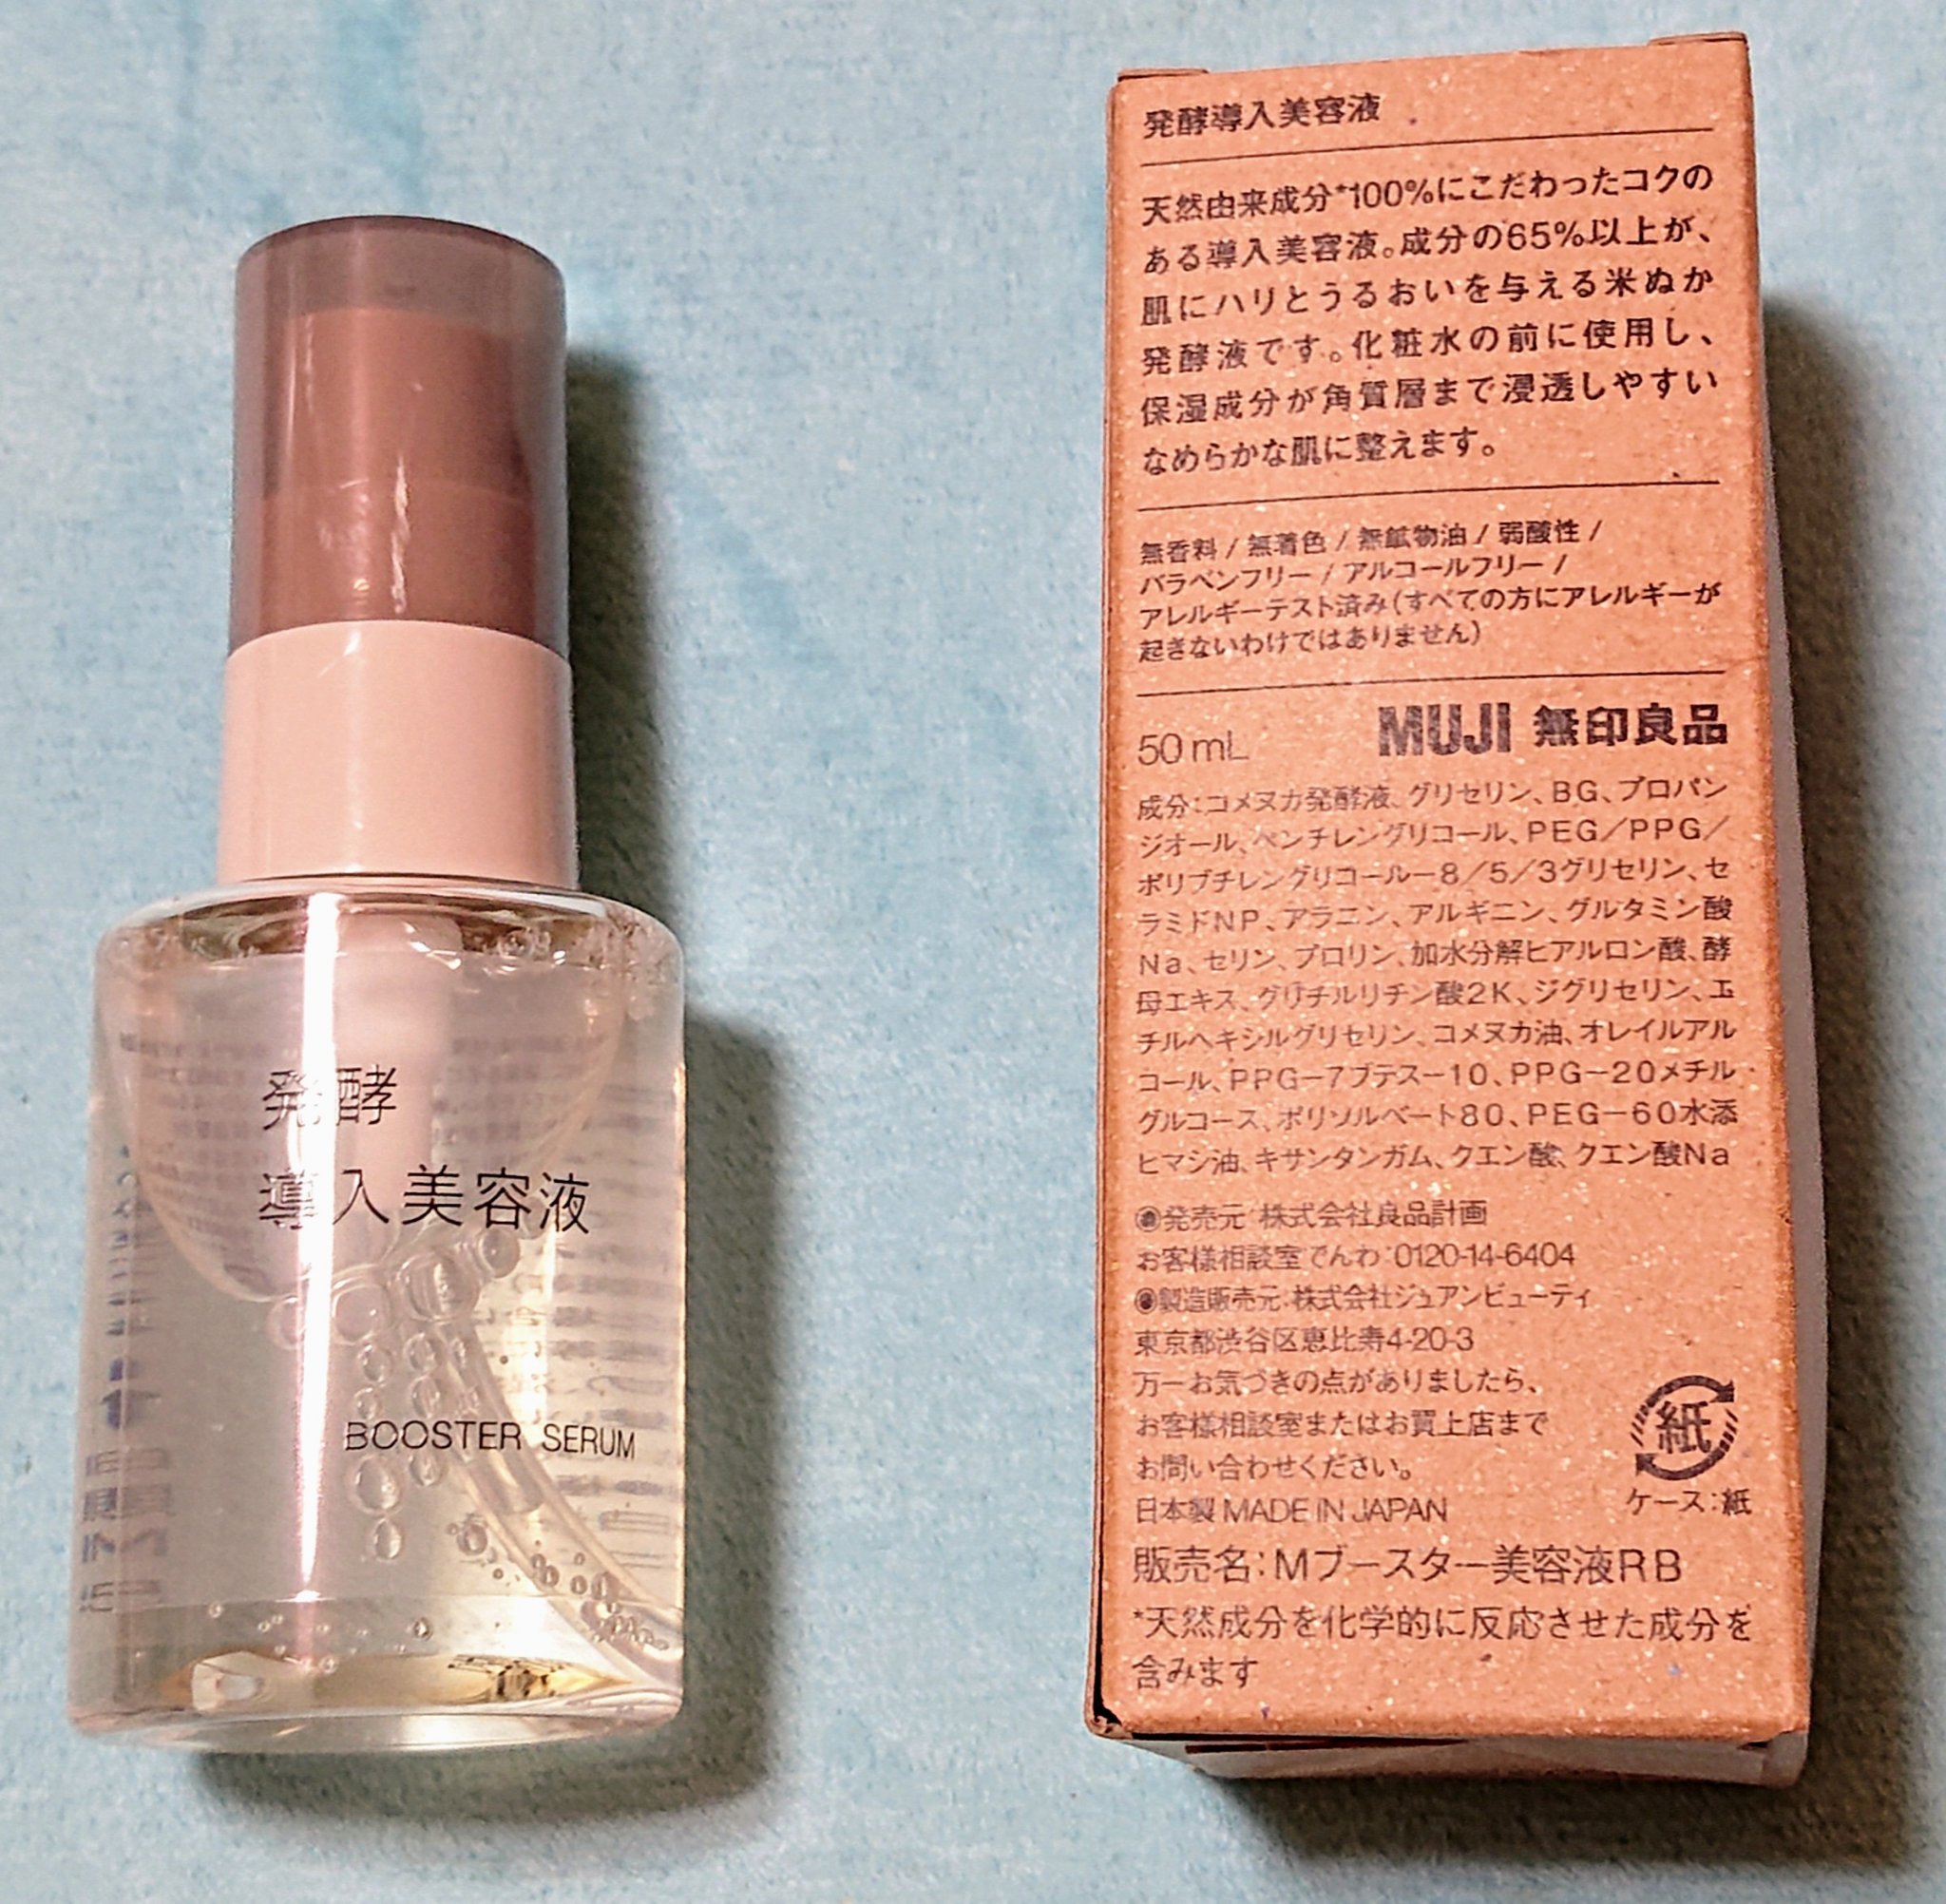 発酵
導入美容液
BOOSTER SERUM
発酵導入美容液
天然由来成分*100%にこだわったコクの
ある導入美容液。成分の65%以上が、
肌にハリとうるおいを与える米ぬか
発酵液です。化粧水の前に使用し、
保湿成分が角質層まで浸透しやすい
なめらかな肌に整えます。
無香料 / 無着色 / 無鉱物油 / 弱酸性 /
パラベンフリー / アルコールフリー /
アレルギーテスト済み(すべての方にアレルギーが
起きないわけではありません)
50mL MUJI 無印良品
成分:コメヌカ発酵液、グリセリン、BG、プロパン
ジオール、ペンチレングリコール、PEG/PPG/
ポリブチレングリコール-8/5/3グリセリン、セ
ラミドNP、アラニン、アルギニン、グルタミン酸
Na、セリン、プロリン、加水分解ヒアルロン酸、酵
母エキス、グリチルリチン酸2K、ジグリセリン、エ
チルヘキシルグリセリン、コメヌカ油、オレイルアル
コール、PPG-7ブテス-10、PPG-20メチル
グルコース、ポリソルベート80、PEG-60水添
ヒマシ油、キサンタンガム、クエン酸、クエン酸Na
発売元 株式会社良品計画
お客様相談室でんわ:0120-14-6404
製造販売元:株式会社ジュアンビューティ
東京都渋谷区恵比寿4-20-3
万一お気づきの点がありましたら、
お客様相談室またはお買上店まで
お問い合わせください。
日本製 MADE IN JAPAN
紙
ケース:紙
販売名:Mブースター美容液RB
*天然成分を化学的に反応させた成分を
含みます